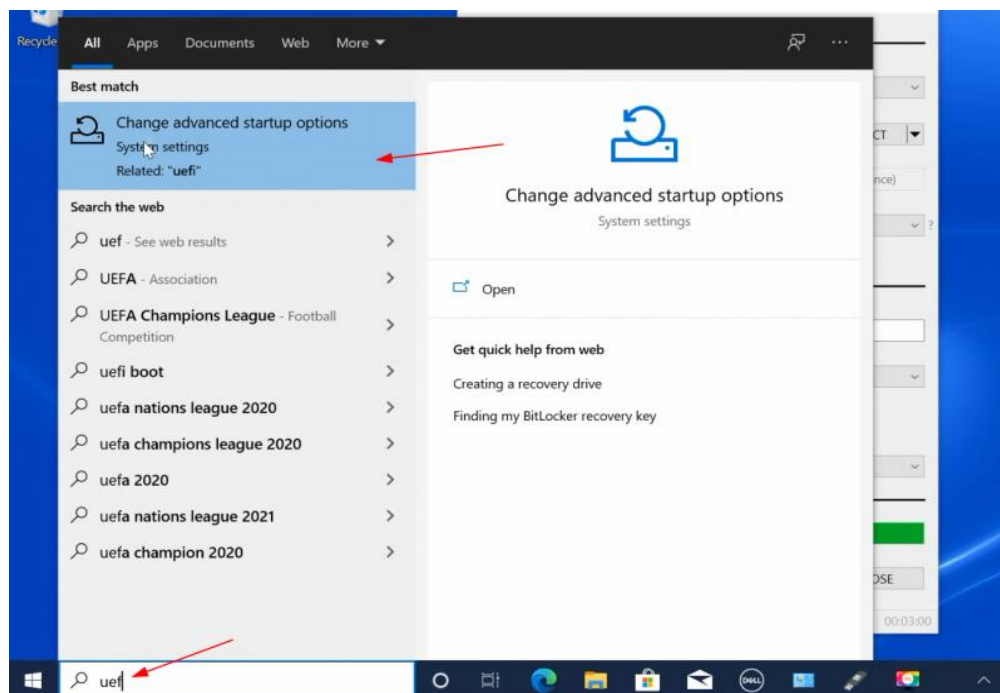 Recycle
All Apps Documents Web More
Best match
Change advanced startup options
System settings
Related: "uefi"
Search the web
uef - See web results
UEFA - Association
UEFA Champions League - Football
Competition
uefi boot
uefa nations league 2020
uefa champions league 2020
uefa 2020
uefa nations league 2021
uefa champion 2020
Change advanced startup options
System settings
Open
Get quick help from web
Creating a recovery drive
Finding my BitLocker recovery key
CT
nce)
?
OSE
00:03:00
uef
DELL